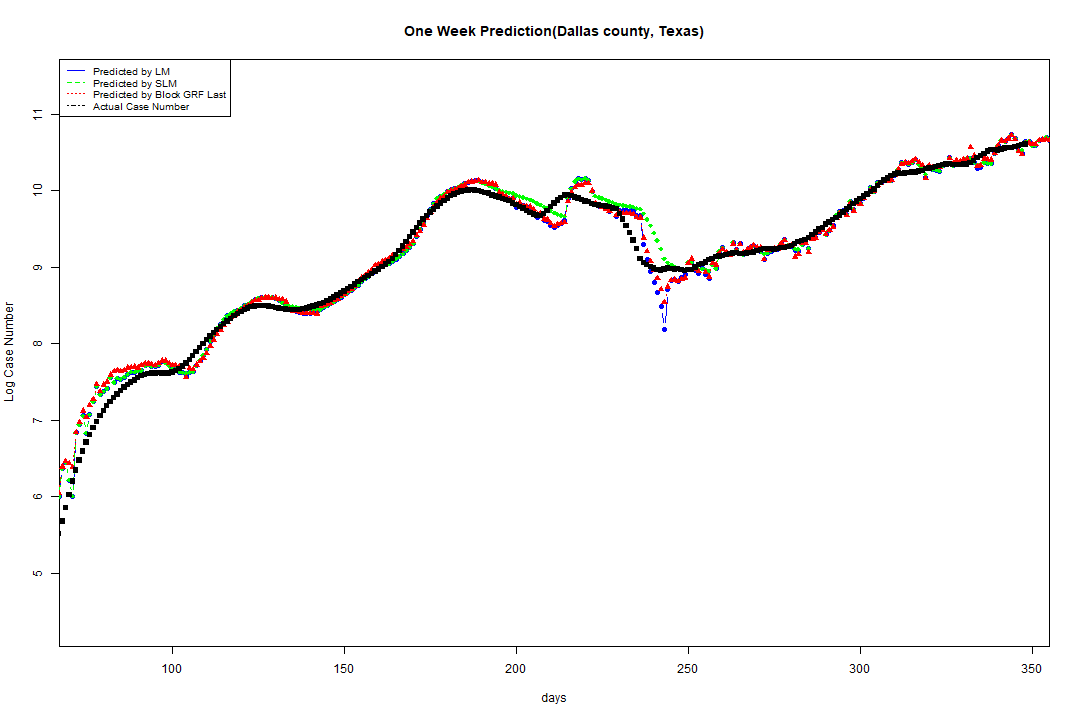 One Week Prediction(Dallas county, Texas)
Predicted by LM
Predicted by SLM
Predicted by Block GRF Last
Actual Case Number
11
10
9
8
7
6
5
Log Case Number
100 150 200 250 300 350
days